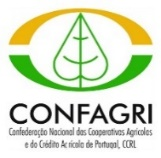 CONFAGRI
Confederação Nacional das Cooperativas Agrícolas
e do Crédito Agrícola de Portugal, CCRL